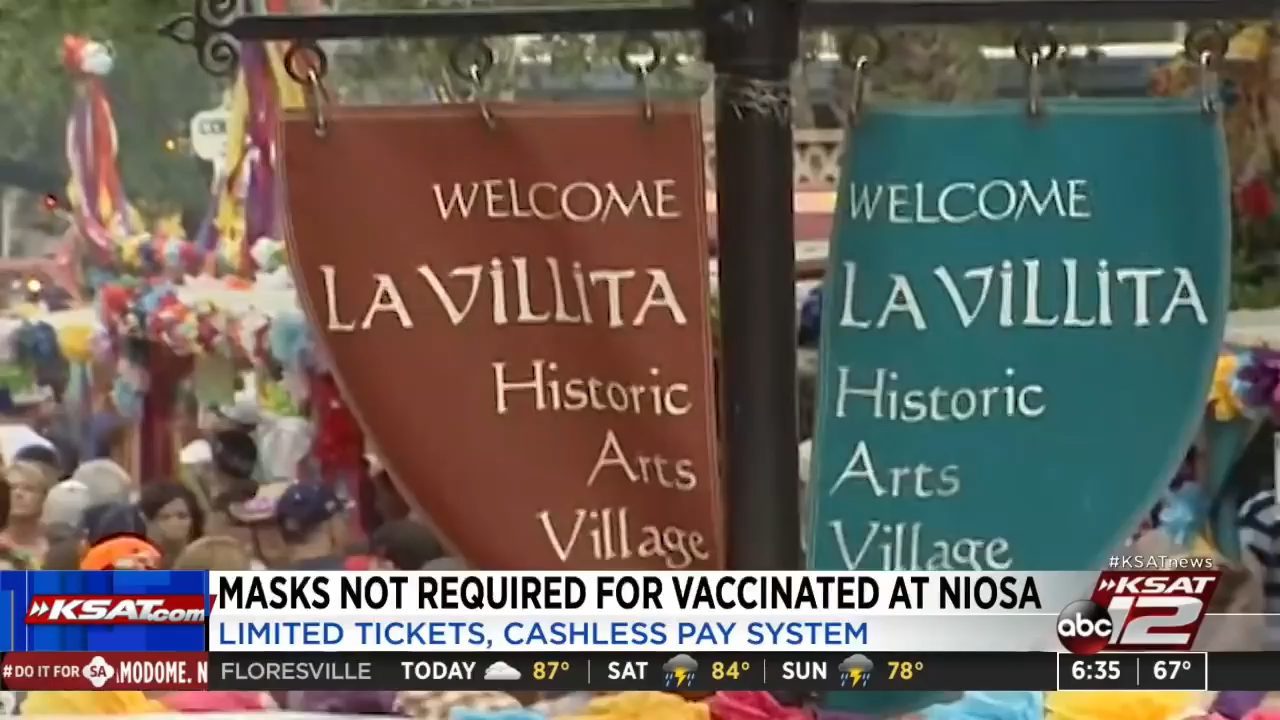 WELCOME
LA VILLITA
Historic
Arts
Village
WELCOME
LA VILLITA
Historic
Arts
Village
#KSATnews
KSAT.com
MASKS NOT REQUIRED FOR VACCINATED AT NIOSA
LIMITED TICKETS, CASHLESS PAY SYSTEM
abc KSAT 12
#DO IT FOR SA MODOME. N
FLORESVILLE TODAY 87° SAT 84° SUN 78°
6:35 67°